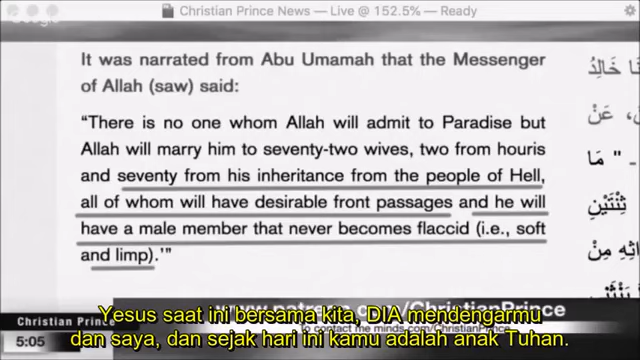 Christian Prince News — Live @ 152.5% — Ready
It was narrated from Abu Umamah that the Messenger
of Allah (saw) said:
“There is no one whom Allah will admit to Paradise but
Allah will marry him to seventy-two wives, two from houris
and seventy from his inheritance from the people of Hell,
all of whom will have desirable front passages and he will
have a male member that never becomes flaccid (i.e., soft
and limp).’”
خَالِدُ
عَنْ
" مَا
ثِنْتَيْنِ
مِنْ
Christian Prince
5:05
Yesus saat ini bersama kita, DIA mendengarmu
dan saya, dan sejak hari ini kamu adalah anak Tuhan.